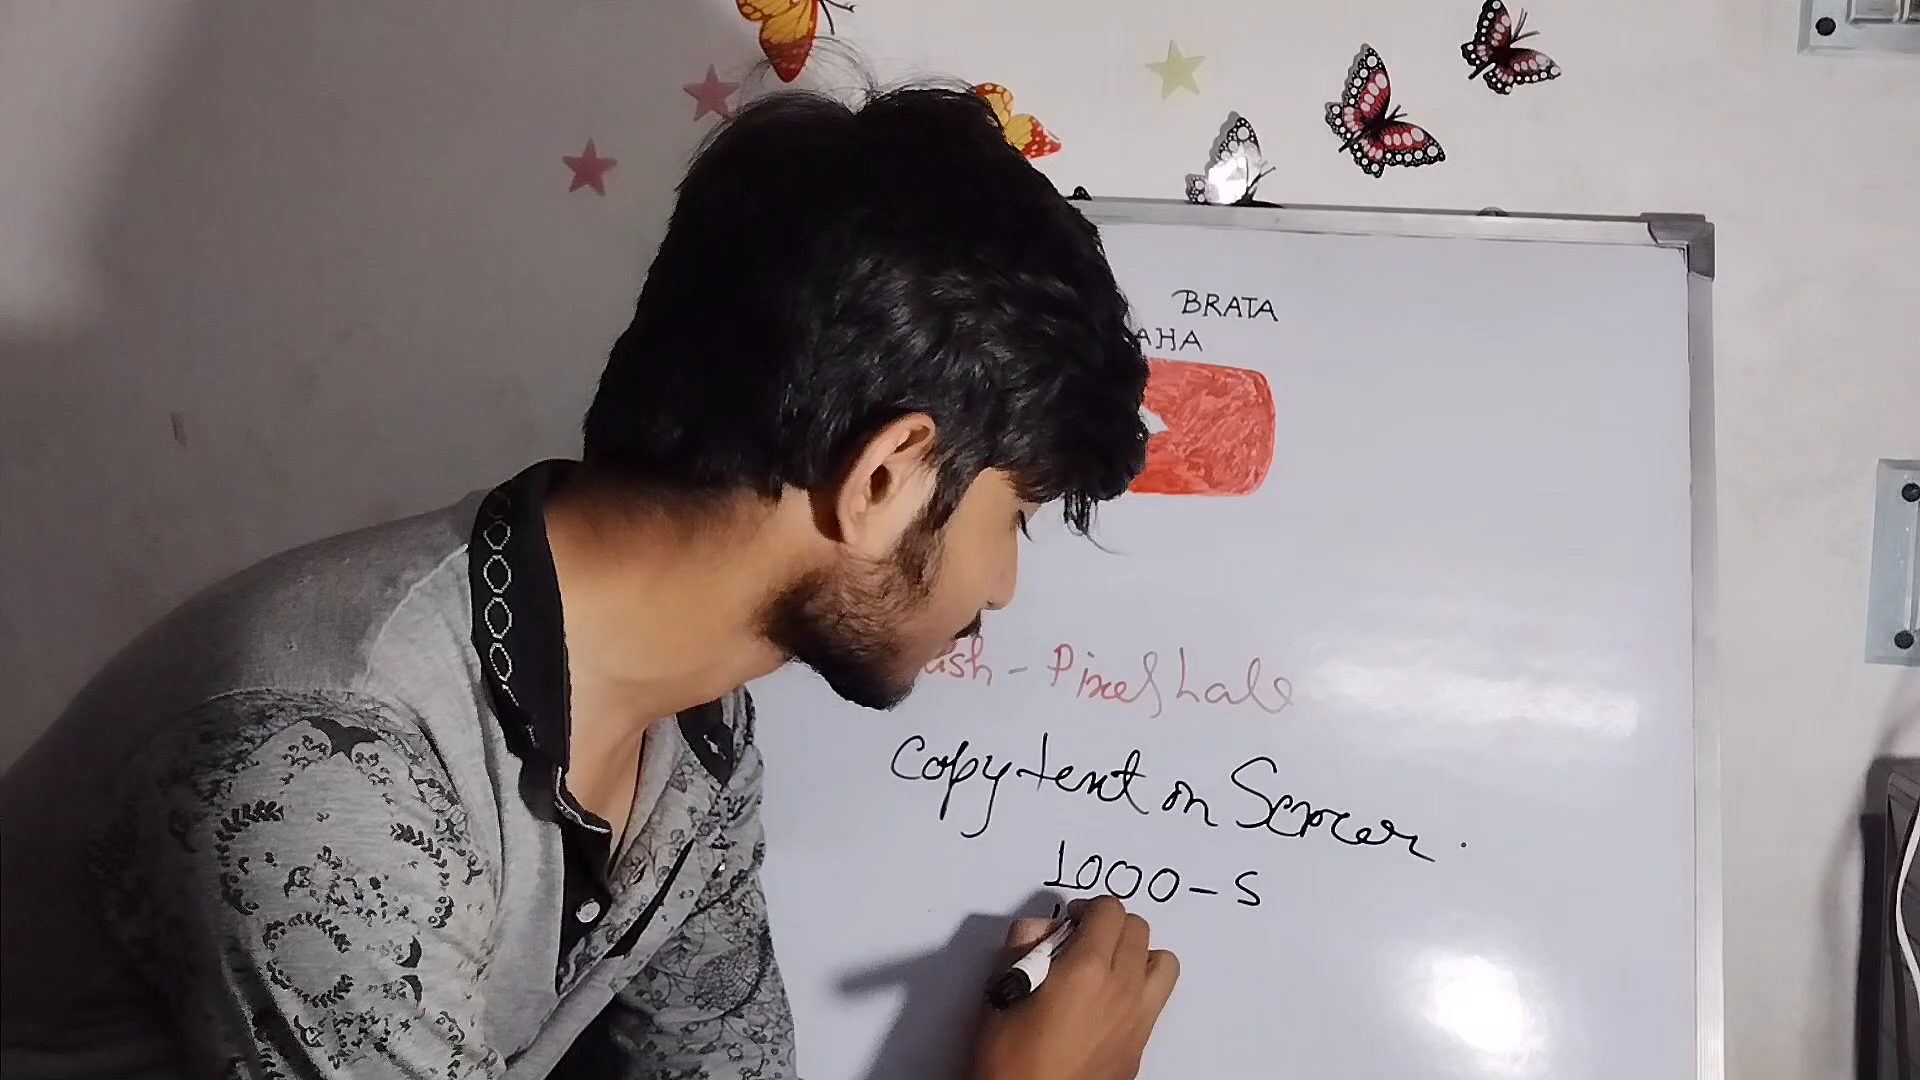 BRATA
AHA
ish - Pixel Lab
Copy text on Screen.
1000 - S